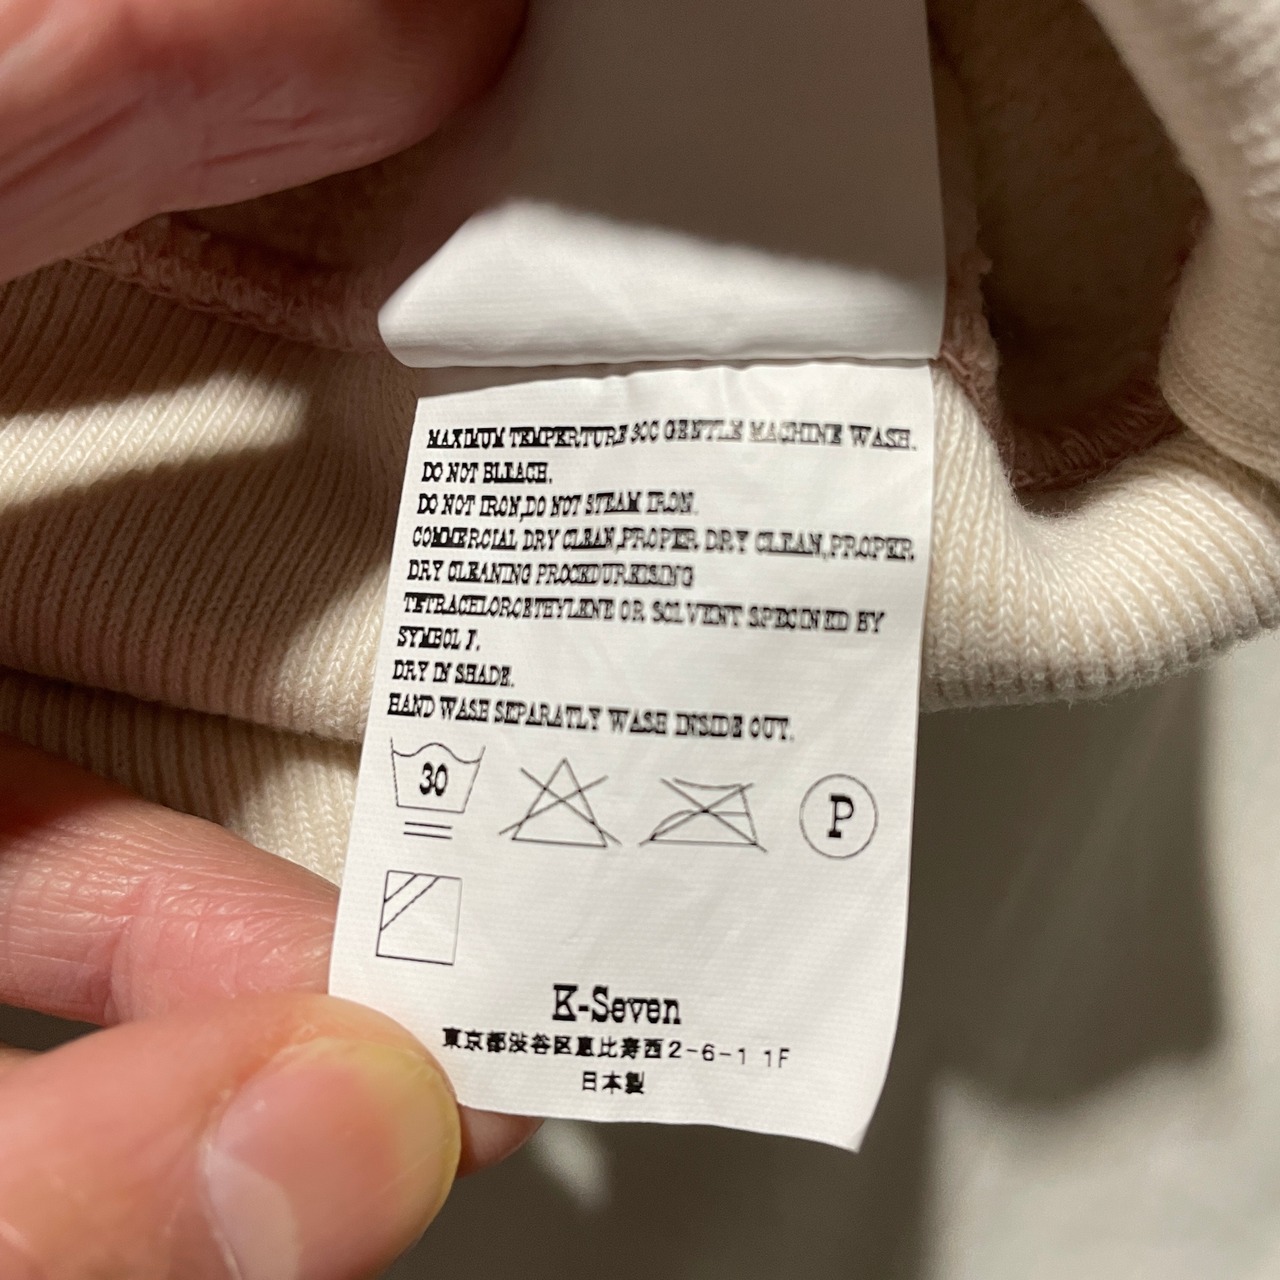 MAXIMUM TEMPERTURE 30C GENTLE MACHINE WASH.
DO NOT BLEACH.
DO NOT IRON,DO NOT STEAM IRON.
COMMERCIAL DRY CLEAN,PROPER DRY CLEAN,PROPER
DRY CLEANING
TETRACHLOROETHYLENE OR SOLVENT BY
SYMBOL F.
DRY IN SHADE.
HAND WASH SEPARATLY WASH INSIDE OUT.
30
P
K-Seven
東京都渋谷区恵比寿西2-6-1 1F
日本製